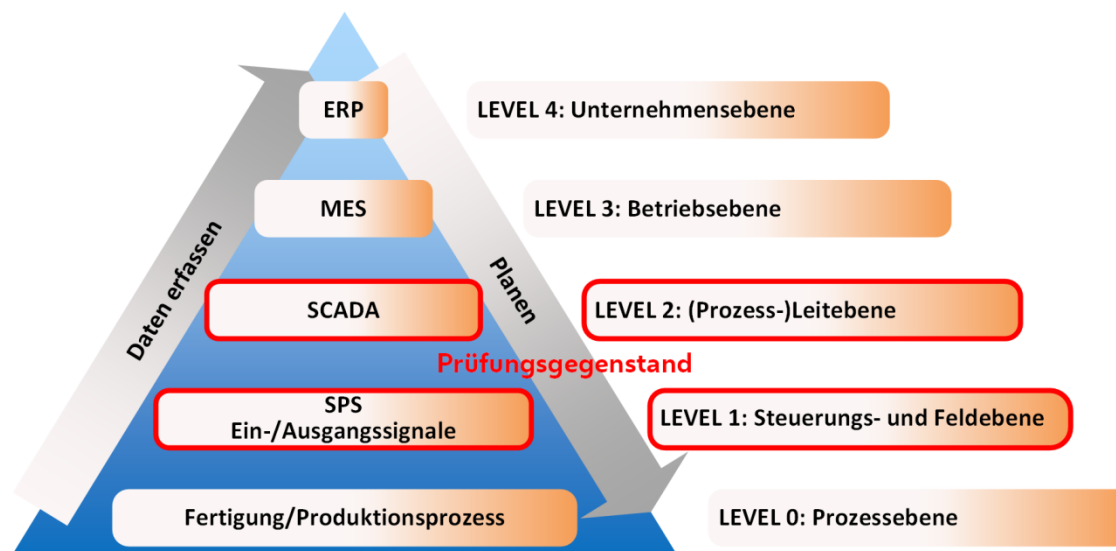 ERP
LEVEL 4: Unternehmensebene
MES
LEVEL 3: Betriebsebene
Daten erfassen
Planen
SCADA
LEVEL 2: (Prozess-)Leitebene
Prüfungsgegenstand
SPS
Ein-/Ausgangssignale
LEVEL 1: Steuerungs- und Feldebene
Fertigung/Produktionsprozess
LEVEL 0: Prozessebene